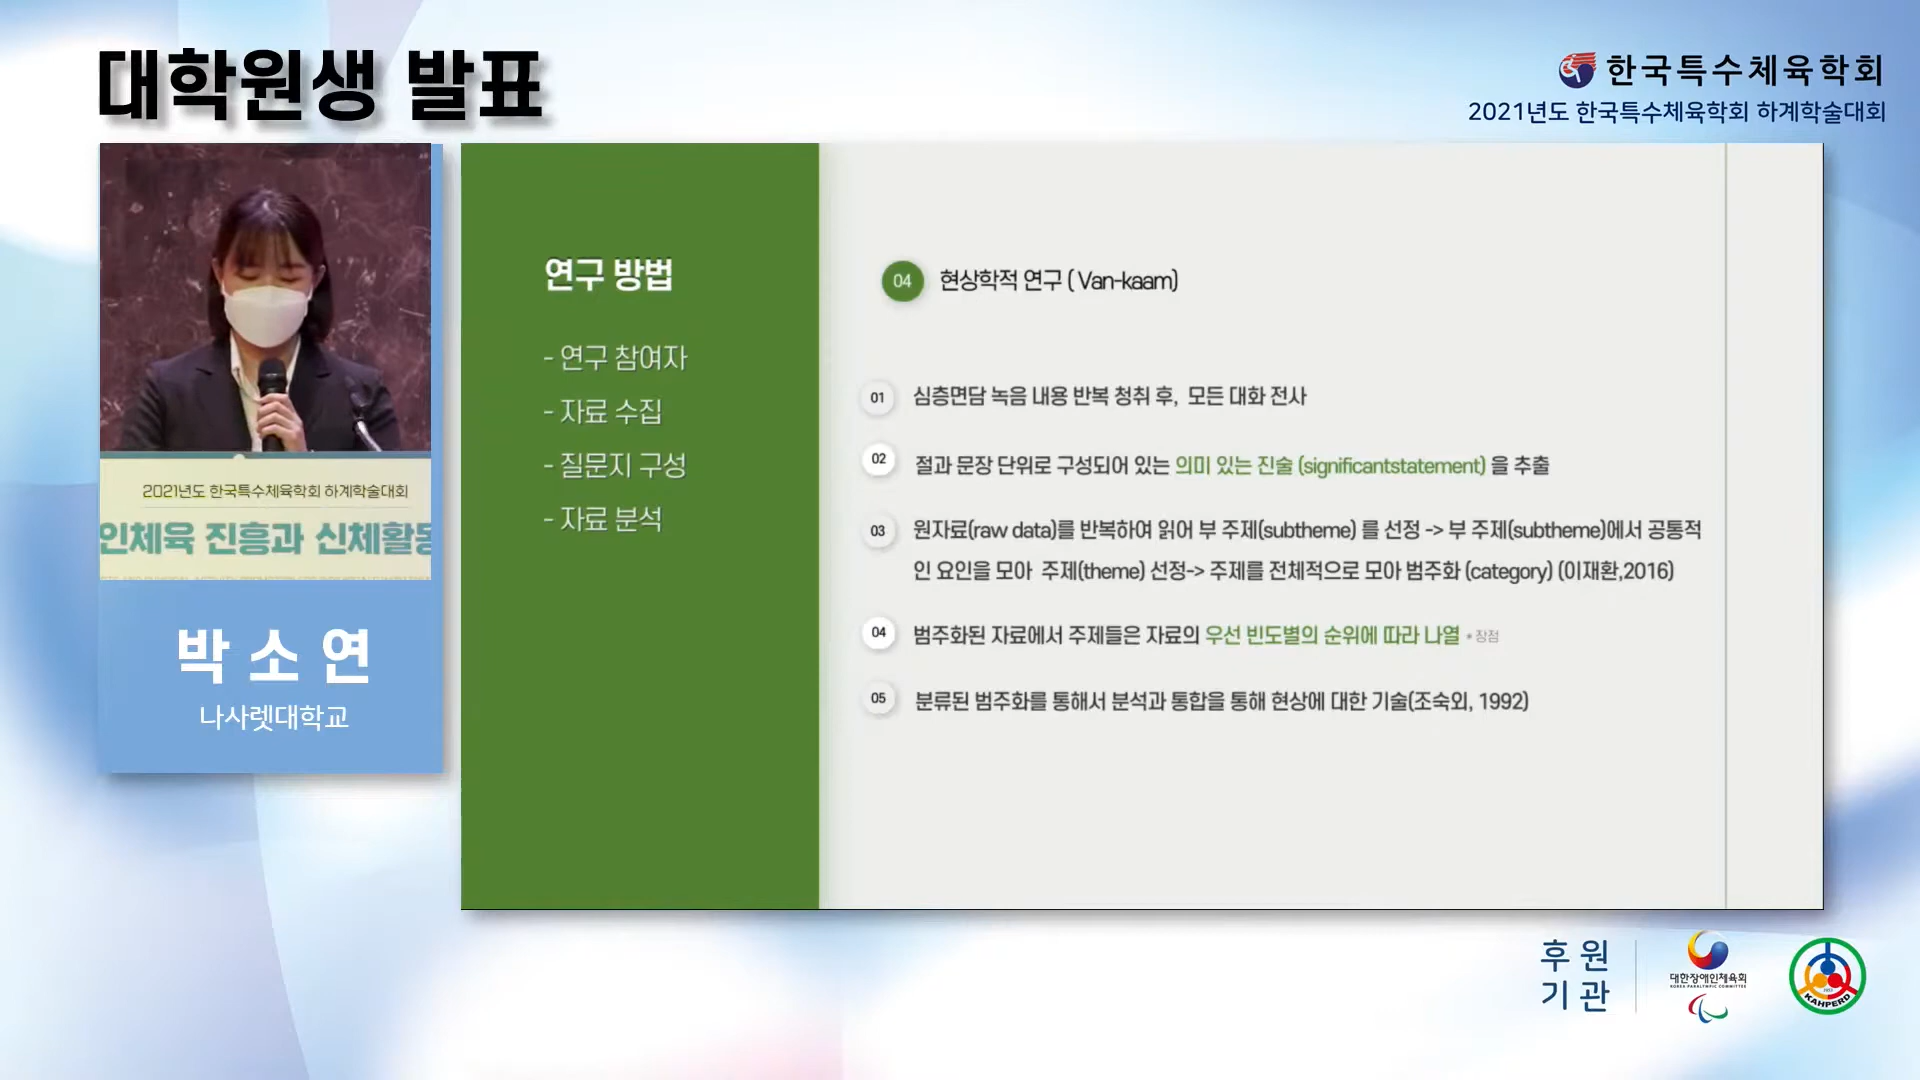 대학원생 발표
한국특수체육학회
2021년도 한국특수체육학회 하계학술대회
2021년도 한국특수체육학회 하계학술대회
인체육 진흥과 신체활동
박 소 연
나사렛대학교
연구 방법
- 연구 참여자
- 자료 수집
- 질문지 구성
- 자료 분석
04 현상학적 연구 ( Van-kaam)
01 심층면담 녹음 내용 반복 청취 후, 모든 대화 전사
02 절과 문장 단위로 구성되어 있는 의미 있는 진술 (significantstatement) 을 추출
03 원자료(raw data)를 반복하여 읽어 부 주제(subtheme) 를 선정 -> 부 주제(subtheme)에서 공통적
인 요인을 모아 주제(theme) 선정-> 주제를 전체적으로 모아 범주화 (category) (이재환,2016)
04 범주화된 자료에서 주제들은 자료의 우선 빈도별의 순위에 따라 나열 * 장점
05 분류된 범주화를 통해서 분석과 통합을 통해 현상에 대한 기술(조숙외, 1992)
후 원
기 관
대한장애인체육회
KOREA PARALYMPIC COMMITTEE
1953
KAHPERD